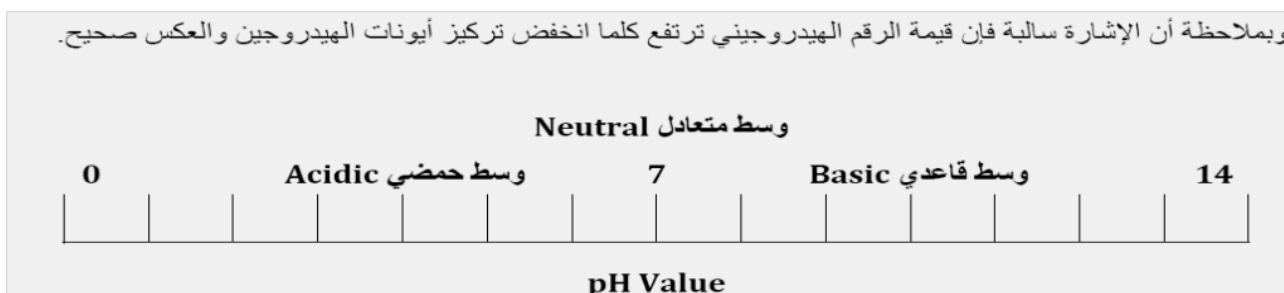 وبملاحظة أن الإشارة سالبة فإن قيمة الرقم الهيدروجيني ترتفع كلما انخفض تركيز أيونات الهيدروجين والعكس صحيح.
وسط متعادل Neutral
0 وسط حمضي Acidic 7 وسط قاعدي Basic 14
pH Value